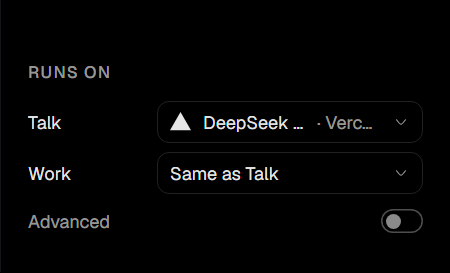 RUNS ON
Talk DeepSeek ... · Verc...
Work Same as Talk
Advanced